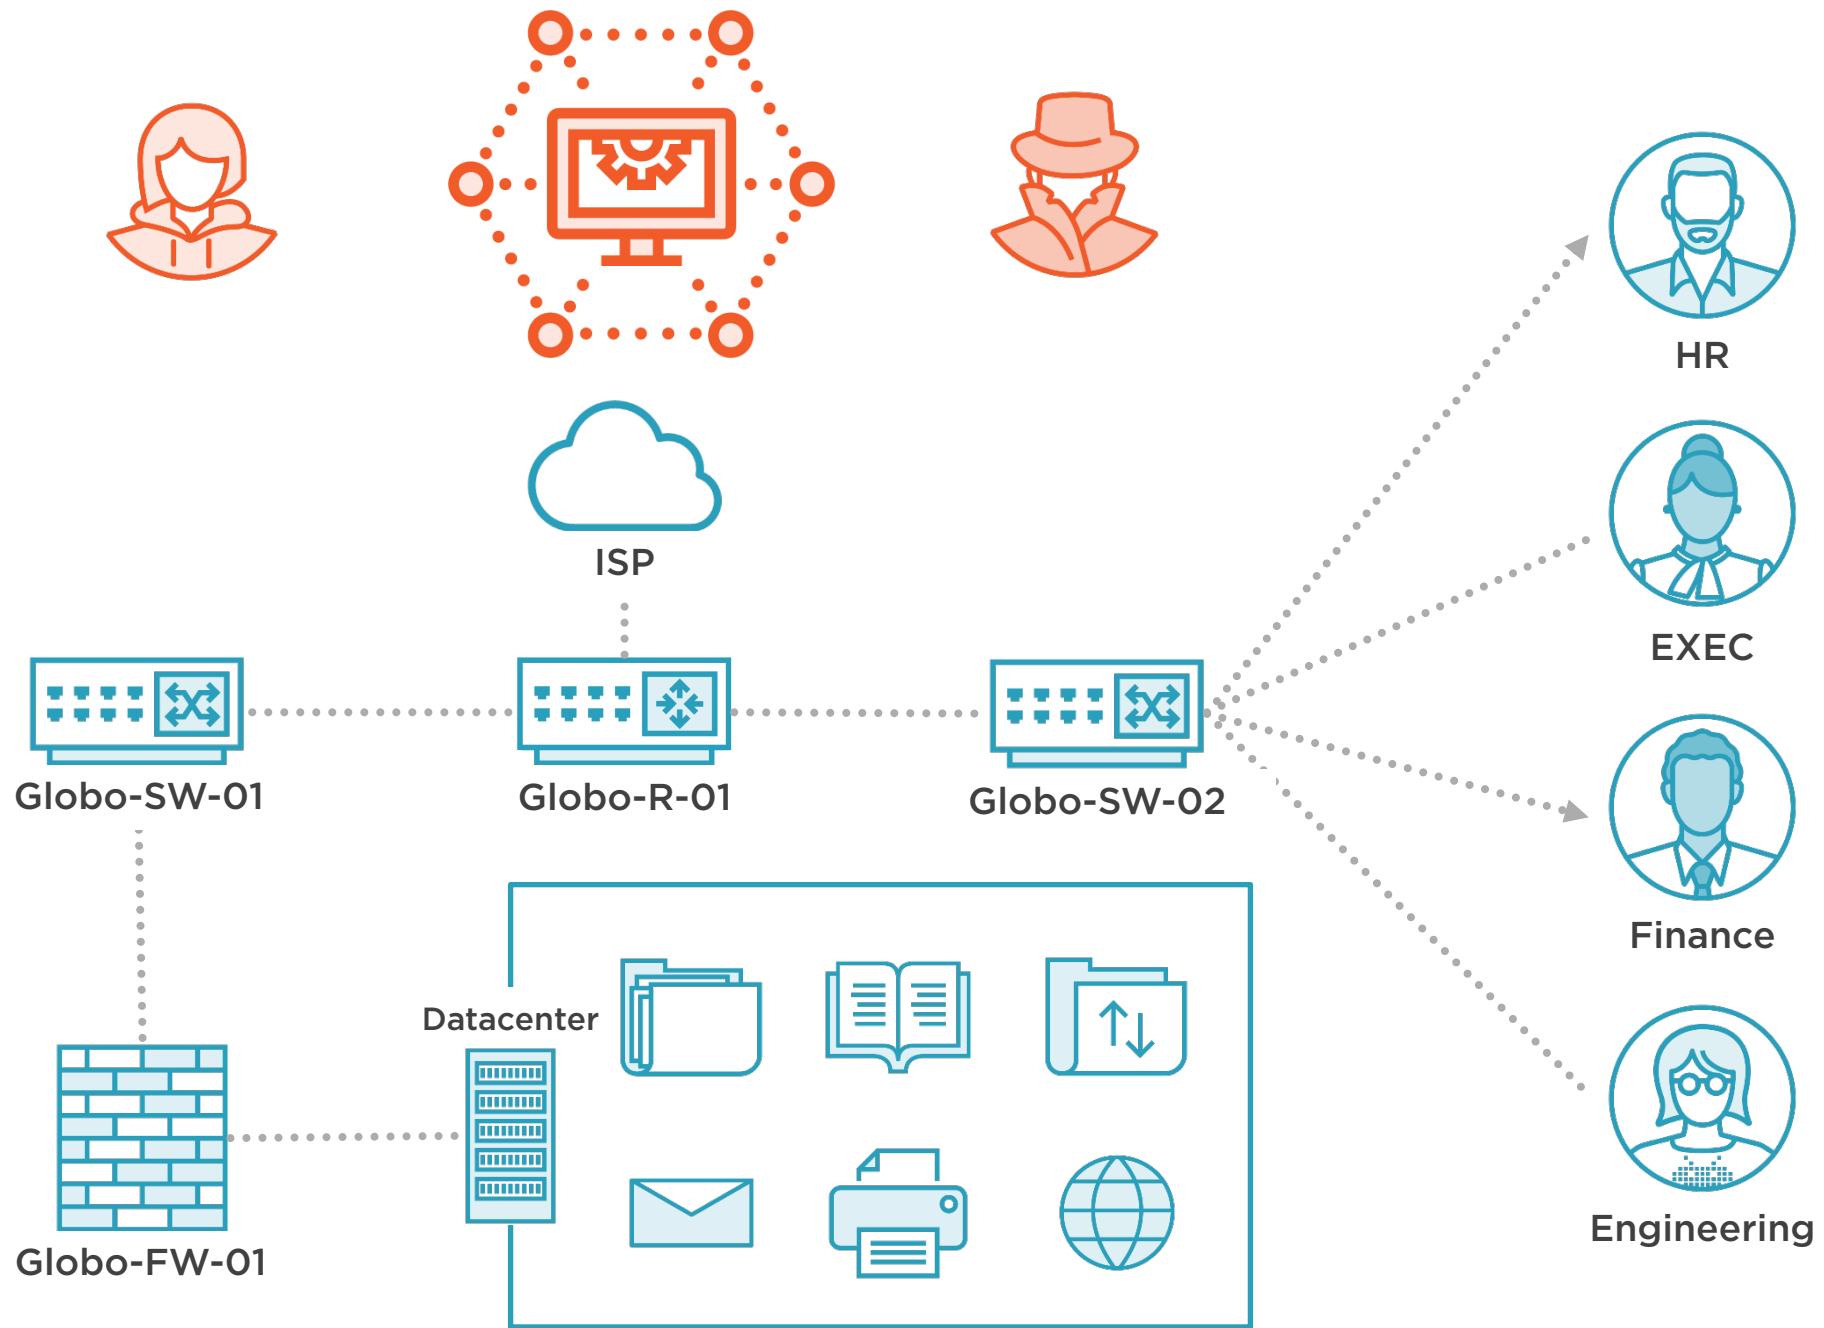 HR
ISP
EXEC
Globo-SW-01
Globo-R-01
Globo-SW-02
Finance
Datacenter
Engineering
Globo-FW-01